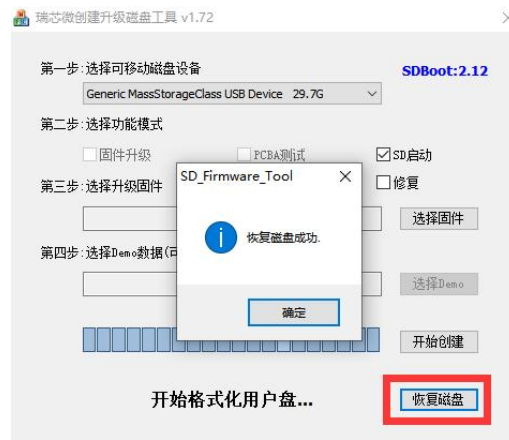 瑞芯微创建升级磁盘工具 v1.72
第一步:选择可移动磁盘设备
SDBoot:2.12
Generic MassStorageClass USB Device 29.7G
第二步:选择功能模式
固件升级
PCBA测试
SD启动
第三步:选择升级固件
修复
SD_Firmware_Tool
恢复磁盘成功.
选择固件
第四步:选择Demo数据(可
选择Demo
确定
开始创建
开始格式化用户盘...
恢复磁盘